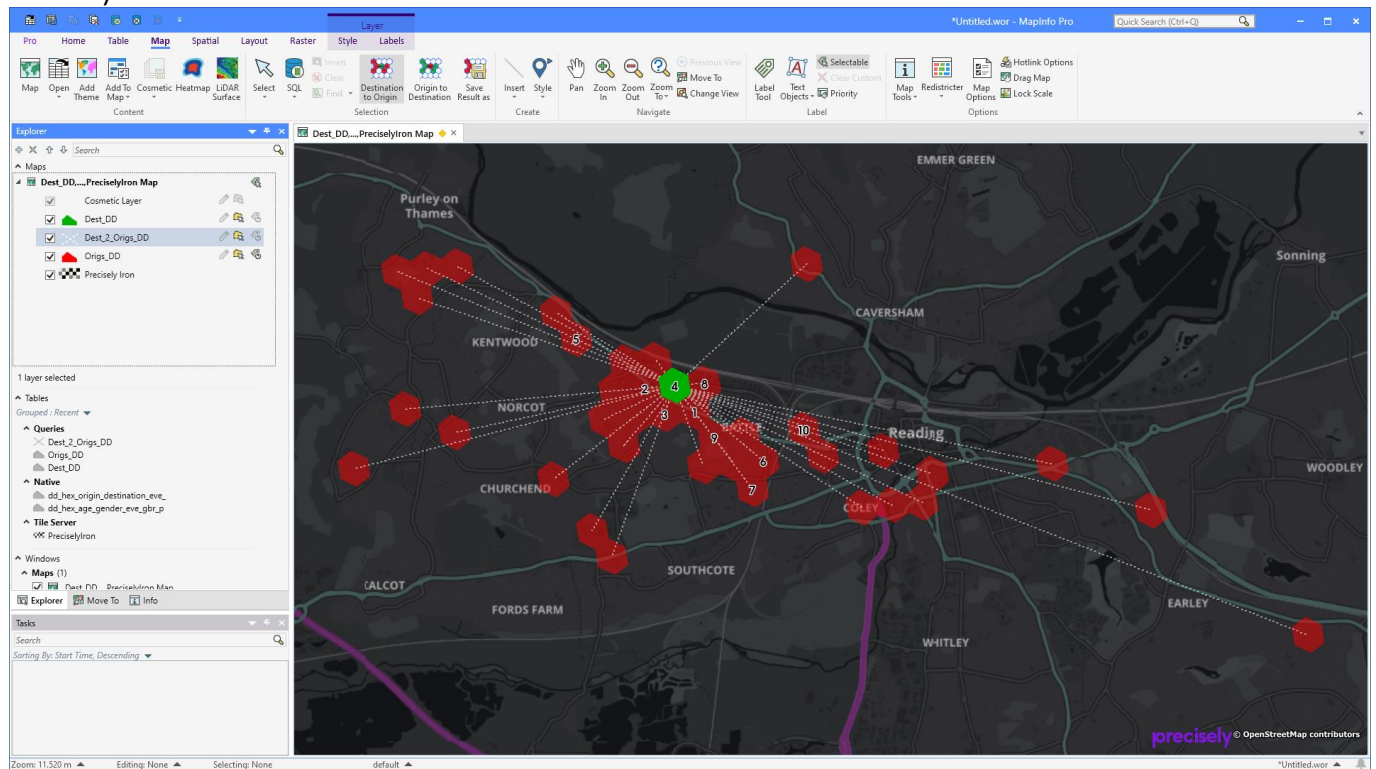 *Untitled.wor - MapInfo Pro
Quick Search (Ctrl+Q)
Layer
Pro Home Table Map Spatial Layout Raster Style Labels
Map
Open
Add Theme
Add To Map
Cosmetic
Heatmap
LiDAR Surface
Content
Select
SQL
Invert
Clear
Find
Destination to Origin
Origin to Destination
Save Result as
Selection
Insert
Style
Create
Pan
Zoom In
Zoom Out
Zoom To
Previous View
Move To
Change View
Navigate
Label Tool
Text Objects
Selectable
Clear Custom
Priority
Label
Map Tools
Redistricter
Map Options
Hotlink Options
Drag Map
Lock Scale
Options
Explorer
Search
Maps
Dest_DD,...,PreciselyIron Map
Cosmetic Layer
Dest_DD
Dest_2_Origs_DD
Origs_DD
Precisely Iron
1 layer selected
Tables
Grouped : Recent
Queries
Dest_2_Origs_DD
Origs_DD
Dest_DD
Native
dd_hex_origin_destination_eve_
dd_hex_age_gender_eve_gbr_p
Tile Server
PreciselyIron
Windows
Maps (1)
Explorer Move To Info
Tasks
Search
Sorting By: Start Time, Descending
Dest_DD,...,PreciselyIron Map
EMMER GREEN
Purley on
Thames
Sonning
CAVERSHAM
KENTWOOD
5
4
8
2
NORCOT
3
1
BATTLE
10
9
Reading
6
7
WOODLEY
CHURCHEND
COLEY
SOUTHCOTE
CALCOT
FORDS FARM
EARLEY
WHITLEY
precisely
© OpenStreetMap contributors
Zoom: 11.520 m Editing: None Selecting: None default *Untitled.wor